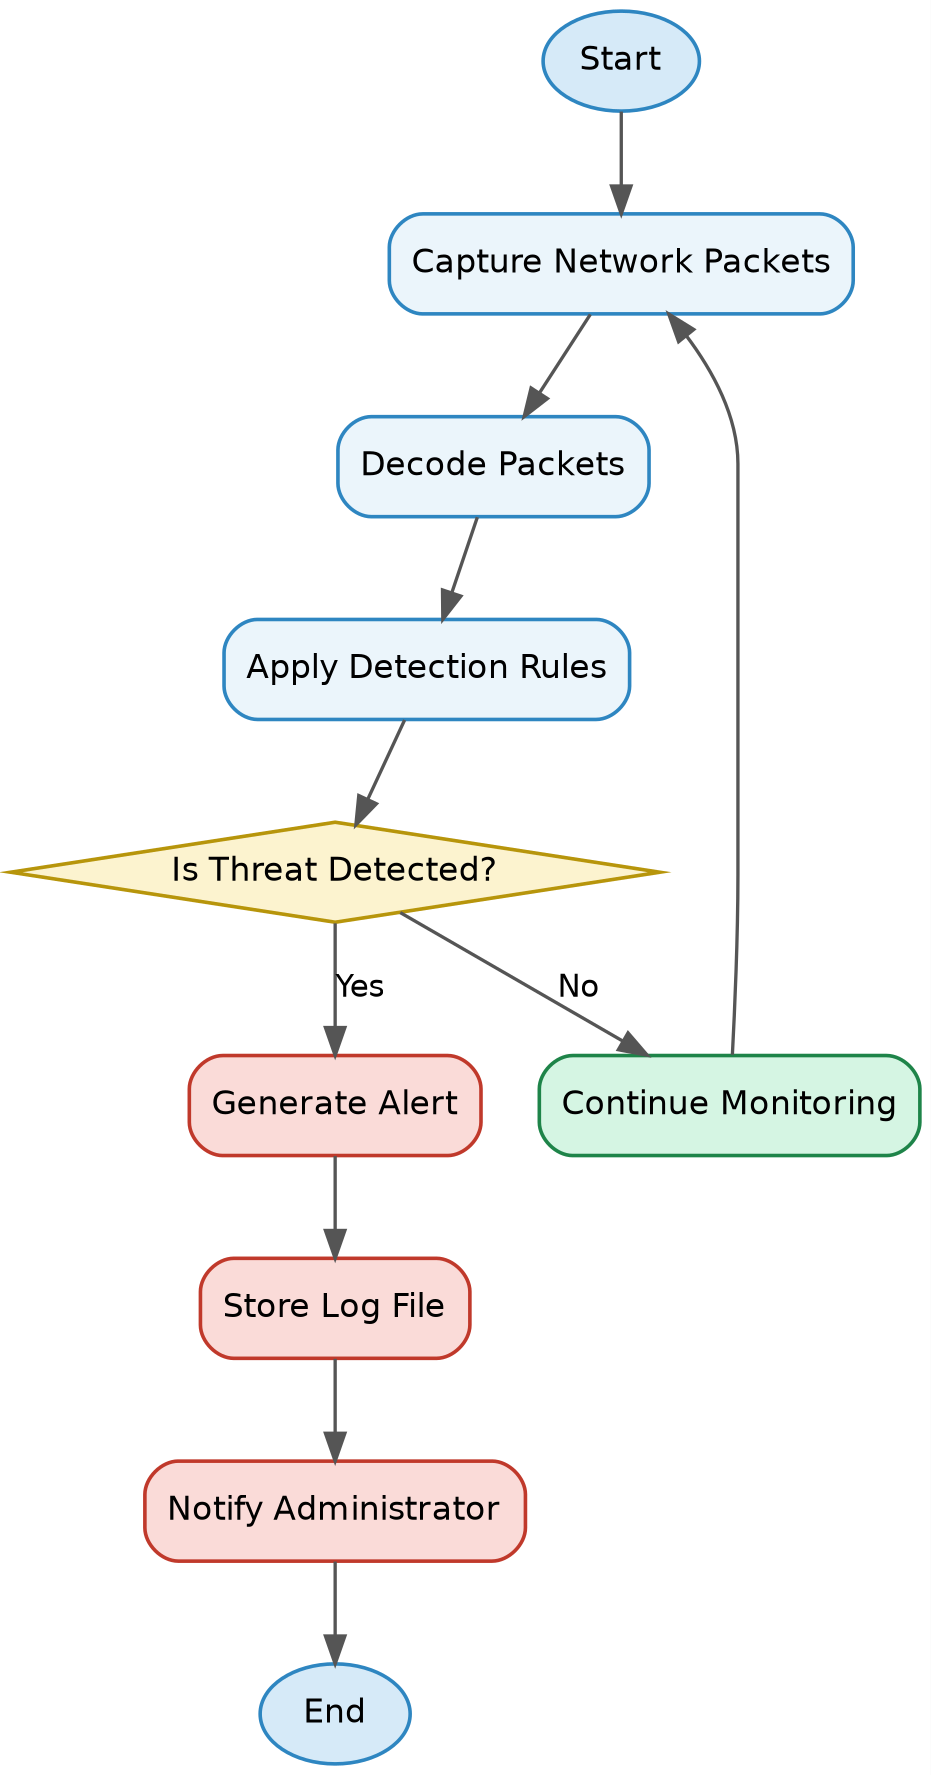 Start
Capture Network Packets
Decode Packets
Apply Detection Rules
Is Threat Detected?
Yes
No
Generate Alert
Continue Monitoring
Store Log File
Notify Administrator
End